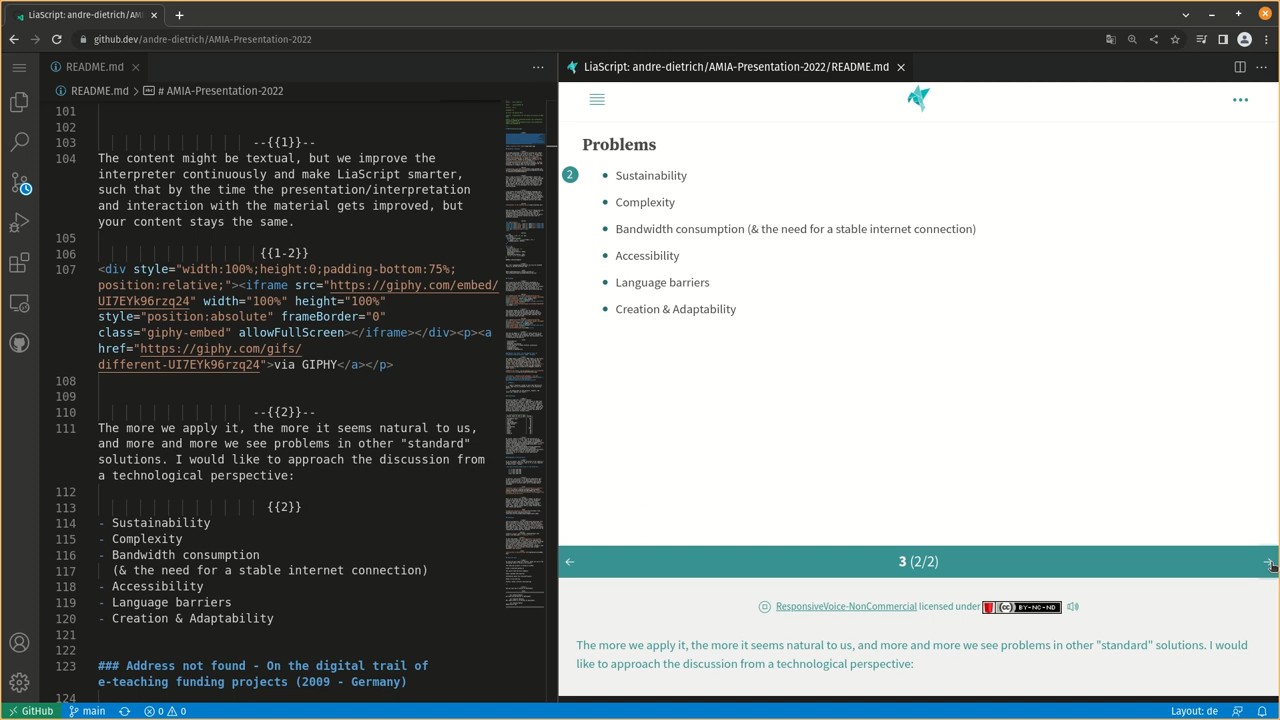 LiaScript: andre-dietrich/AM
github.dev/andre-dietrich/AMIA-Presentation-2022
README.md
LiaScript: andre-dietrich/AMIA-Presentation-2022/README.md
README.md > # AMIA-Presentation-2022
101
102
103 --{{1}}--
104 The content might be
interpreter continuously and make LiaScript smarter,
such that by the time the presentation/interpretation
and interaction with the material gets improved, but
your content stays the same.
105
106 {{1-2}}
107 <div style="width:100%;height:0;padding-bottom:75%;
position:relative;"><iframe src="https://giphy.com/embed/
UI7EYk96rzq24" width="100%" height="100%"
style="position:absolute" frameBorder="0"
class="giphy-embed" allowFullScreen></iframe></div><p><a
href="https://giphy.com/gifs/
different-UI7EYk96rzq24">via GIPHY</a></p>
108
109
110 --{{2}}--
111 The more we apply it, the more it seems natural to us,
and more and more we see problems in other "standard"
solutions. I would like to approach the discussion from
a technological perspective:
112
113 {{2}}
114 - Sustainability
115 - Complexity
116 - Bandwidth consumption
117 (& the need for a stable internet connection)
118 - Accessibility
119 - Language barriers
120 - Creation & Adaptability
121
122
123 ### Address not found - On the digital trail of
e-teaching funding projects (2009 - Germany)
124
Problems
2
Sustainability
Complexity
Bandwidth consumption (& the need for a stable internet connection)
Accessibility
Language barriers
Creation & Adaptability
3 (2/2)
ResponsiveVoice-NonCommercial licensed under CC BY-NC-ND
The more we apply it, the more it seems natural to us, and more and more we see problems in other "standard" solutions. I would
like to approach the discussion from a technological perspective:
GitHub
main
0 0
Layout: de